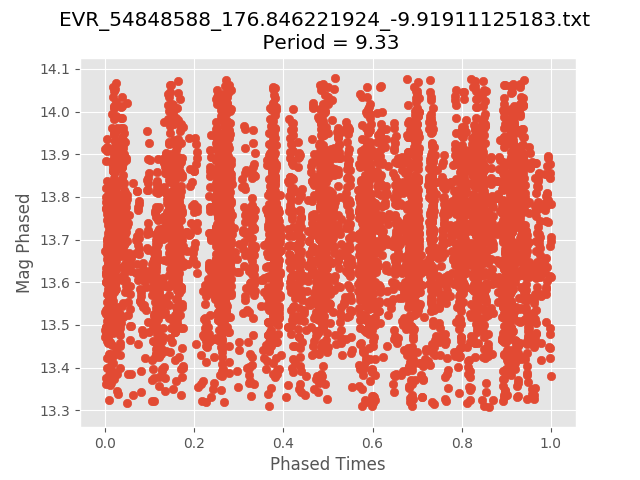 EVR_54848588_176.846221924_-9.91911125183.txt
Period = 9.33
14.1
14.0
13.9
13.8
13.7
13.6
13.5
13.4
13.3
Mag Phased
0.0 0.2 0.4 0.6 0.8 1.0
Phased Times